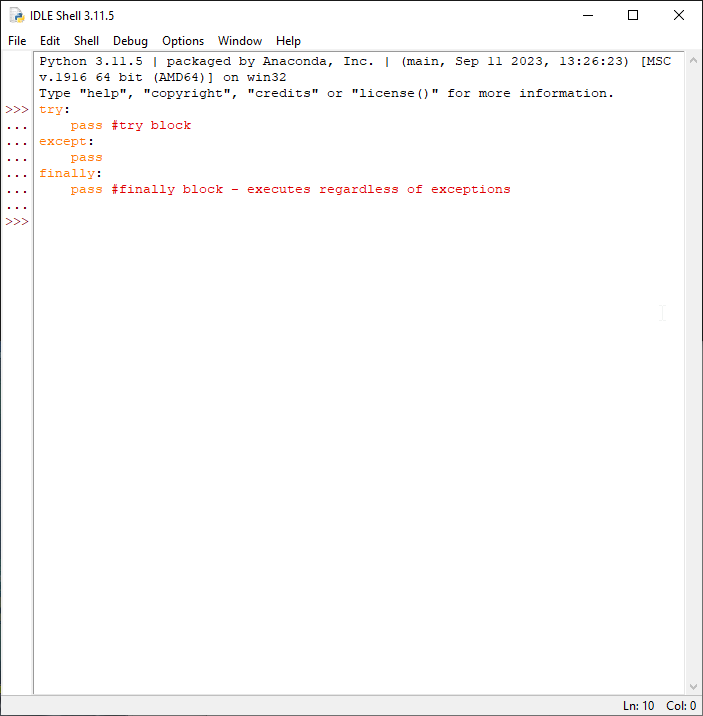 IDLE Shell 3.11.5
File Edit Shell Debug Options Window Help
Python 3.11.5 | packaged by Anaconda, Inc. | (main, Sep 11 2023, 13:26:23) [MSC
v.1916 64 bit (AMD64)] on win32
Type "help", "copyright", "credits" or "license()" for more information.
>>> try:
...     pass #try block
... except:
...     pass
... finally:
...     pass #finally block - executes regardless of exceptions
...
>>>
Ln: 10 Col: 0